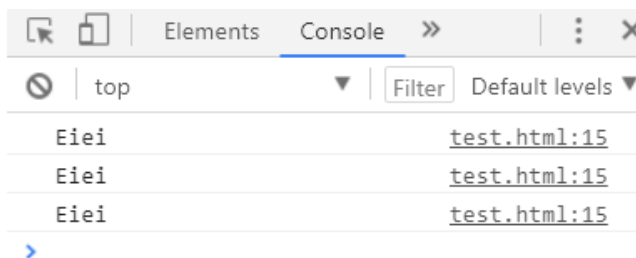 Elements Console »
top Filter Default levels
Eiei test.html:15
Eiei test.html:15
Eiei test.html:15